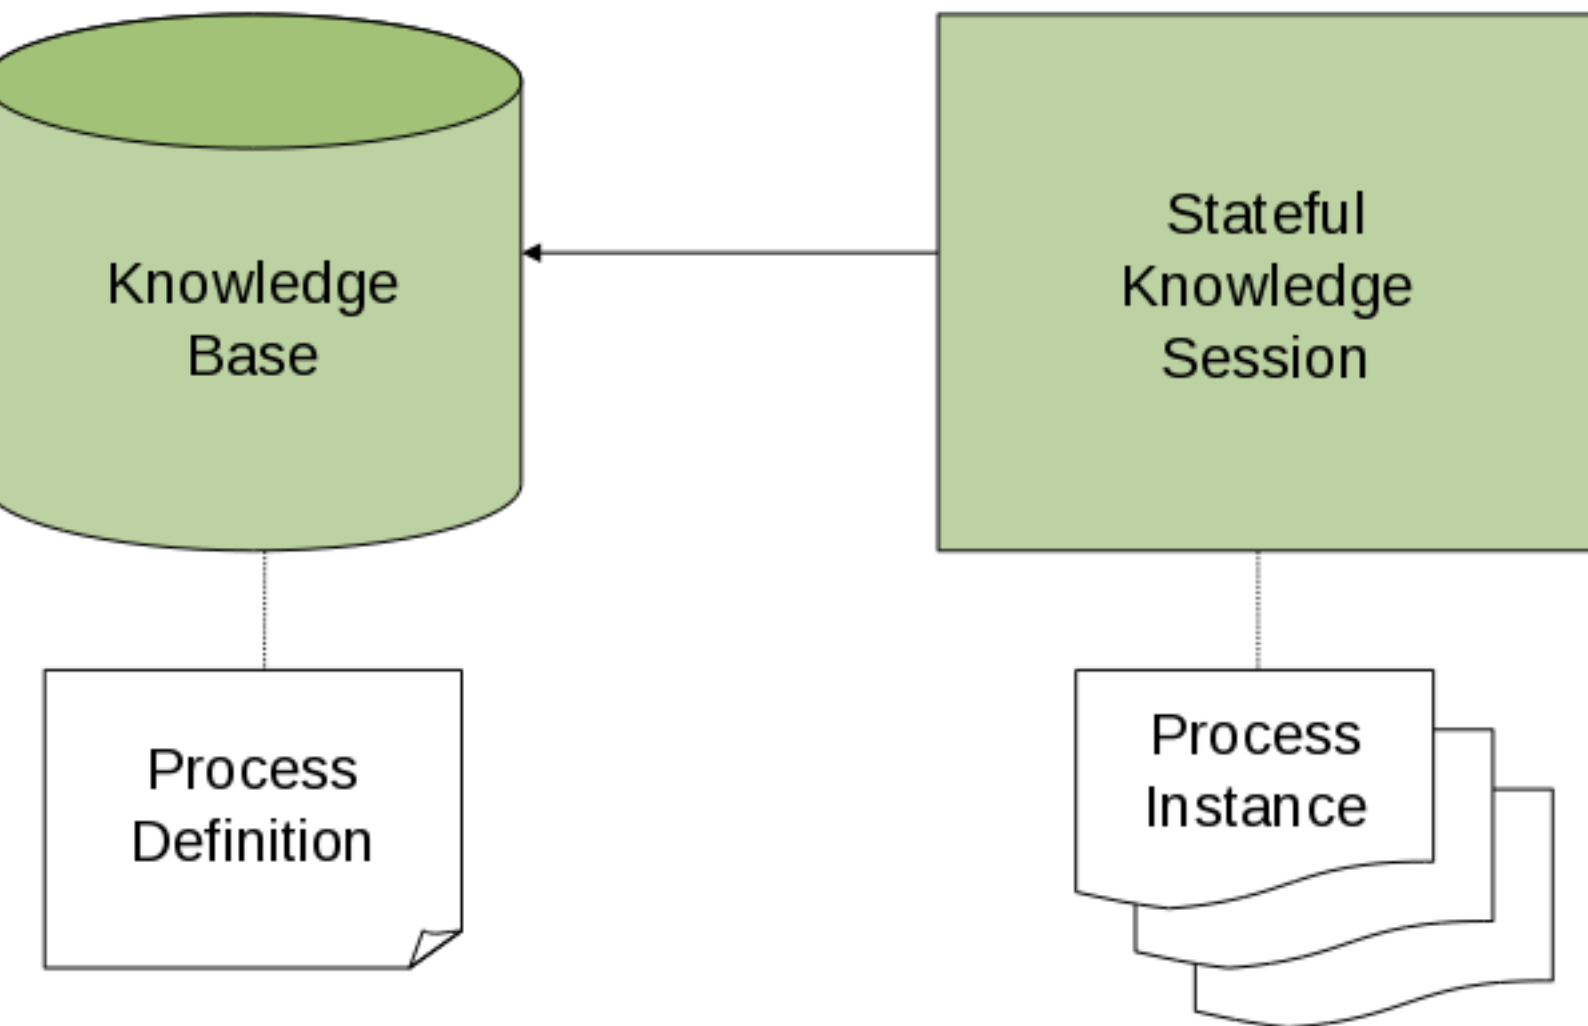 Knowledge
Base
Stateful
Knowledge
Session
Process
Definition
Process
Instance